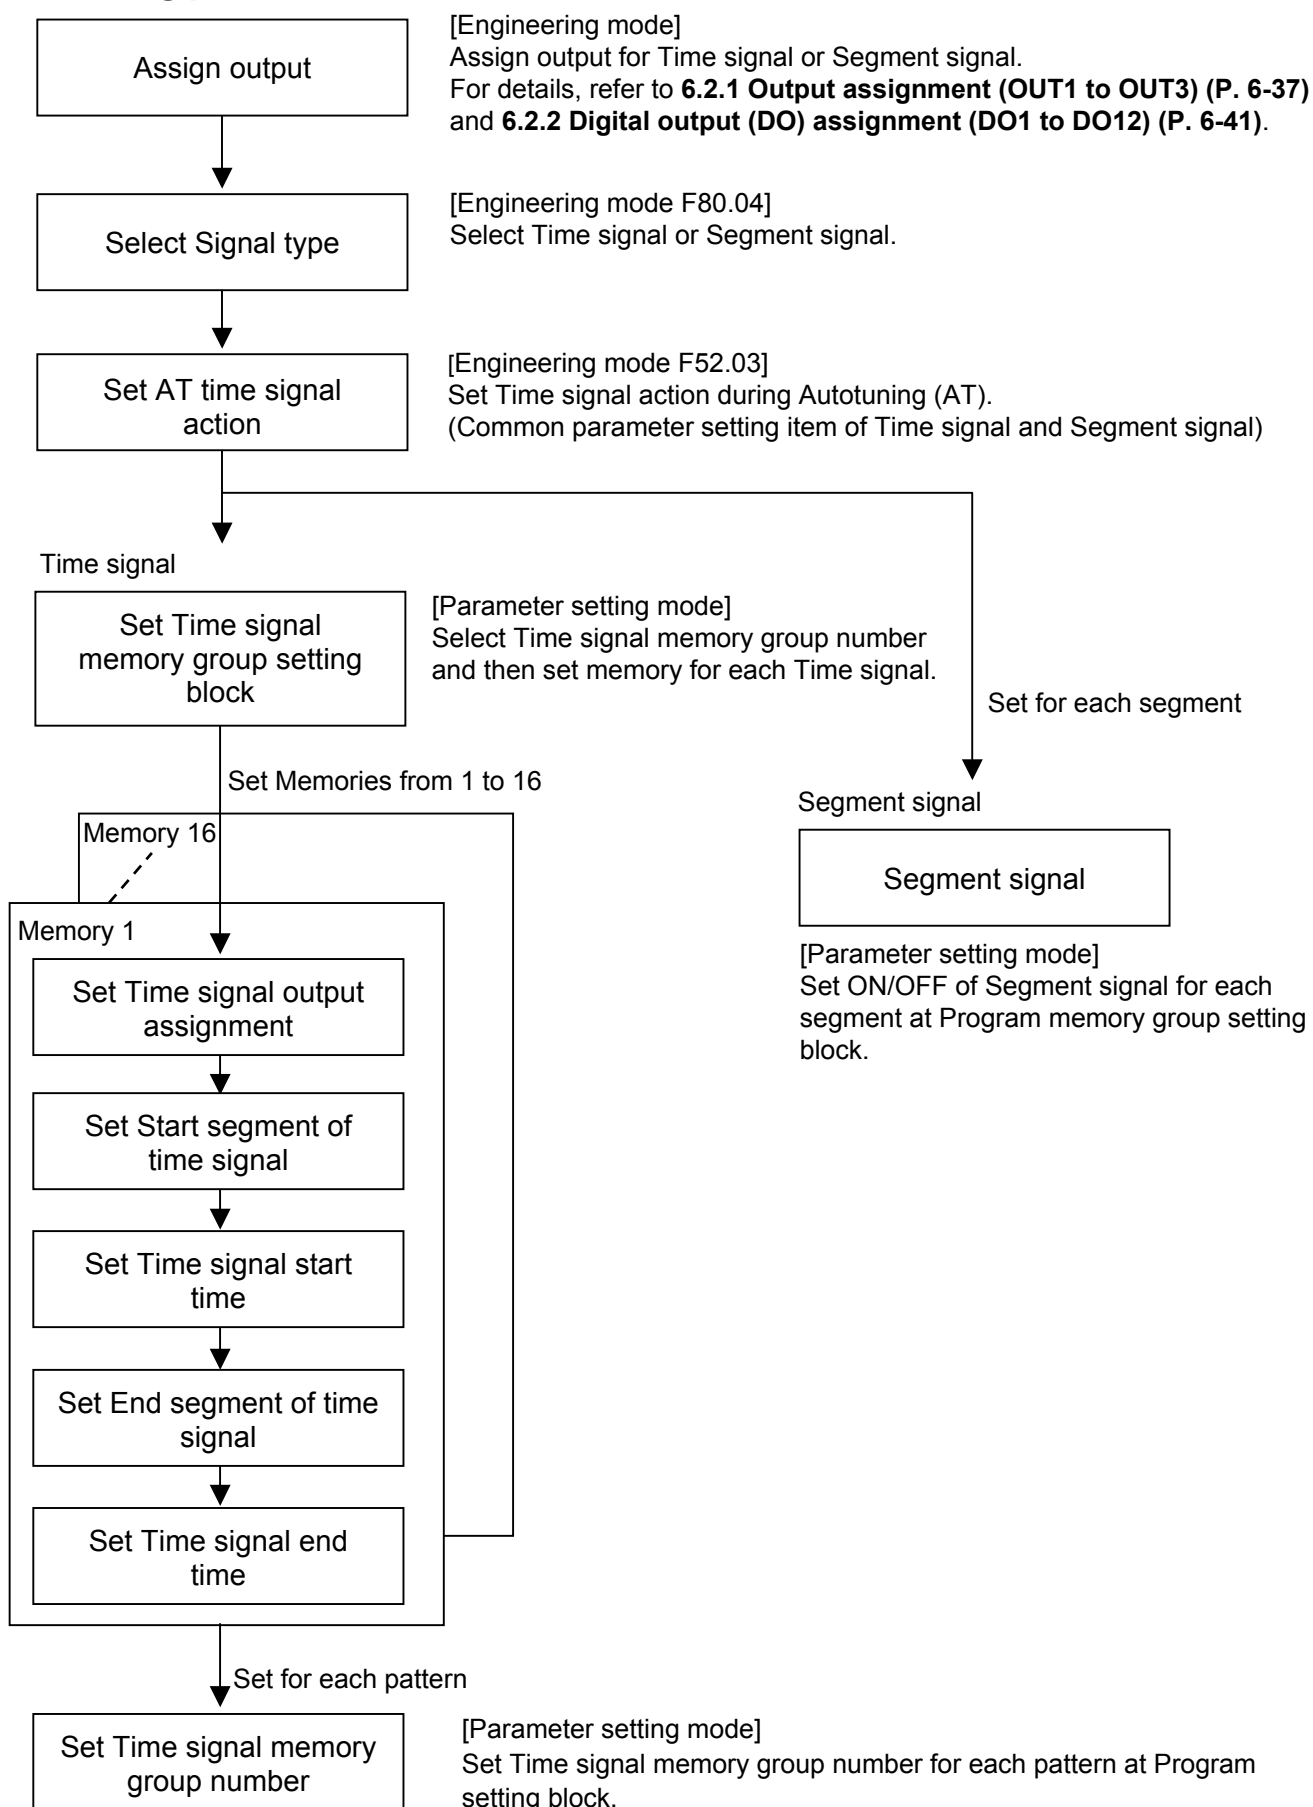 [Engineering mode]
Assign output
Assign output for Time signal or Segment signal.
For details, refer to 6.2.1 Output assignment (OUT1 to OUT3) (P. 6-37)
and 6.2.2 Digital output (DO) assignment (DO1 to DO12) (P. 6-41).
Select Signal type
[Engineering mode F80.04]
Select Time signal or Segment signal.
Set AT time signal
action
[Engineering mode F52.03]
Set Time signal action during Autotuning (AT).
(Common parameter setting item of Time signal and Segment signal)
Time signal
Set Time signal
memory group setting
block
[Parameter setting mode]
Select Time signal memory group number
and then set memory for each Time signal.
Set for each segment
Set Memories from 1 to 16
Segment signal
Segment signal
[Parameter setting mode]
Set ON/OFF of Segment signal for each
segment at Program memory group setting
block.
Memory 16
Memory 1
Set Time signal output
assignment
Set Start segment of
time signal
Set Time signal start
time
Set End segment of time
signal
Set Time signal end
time
Set for each pattern
Set Time signal memory
group number
[Parameter setting mode]
Set Time signal memory group number for each pattern at Program
setting block.